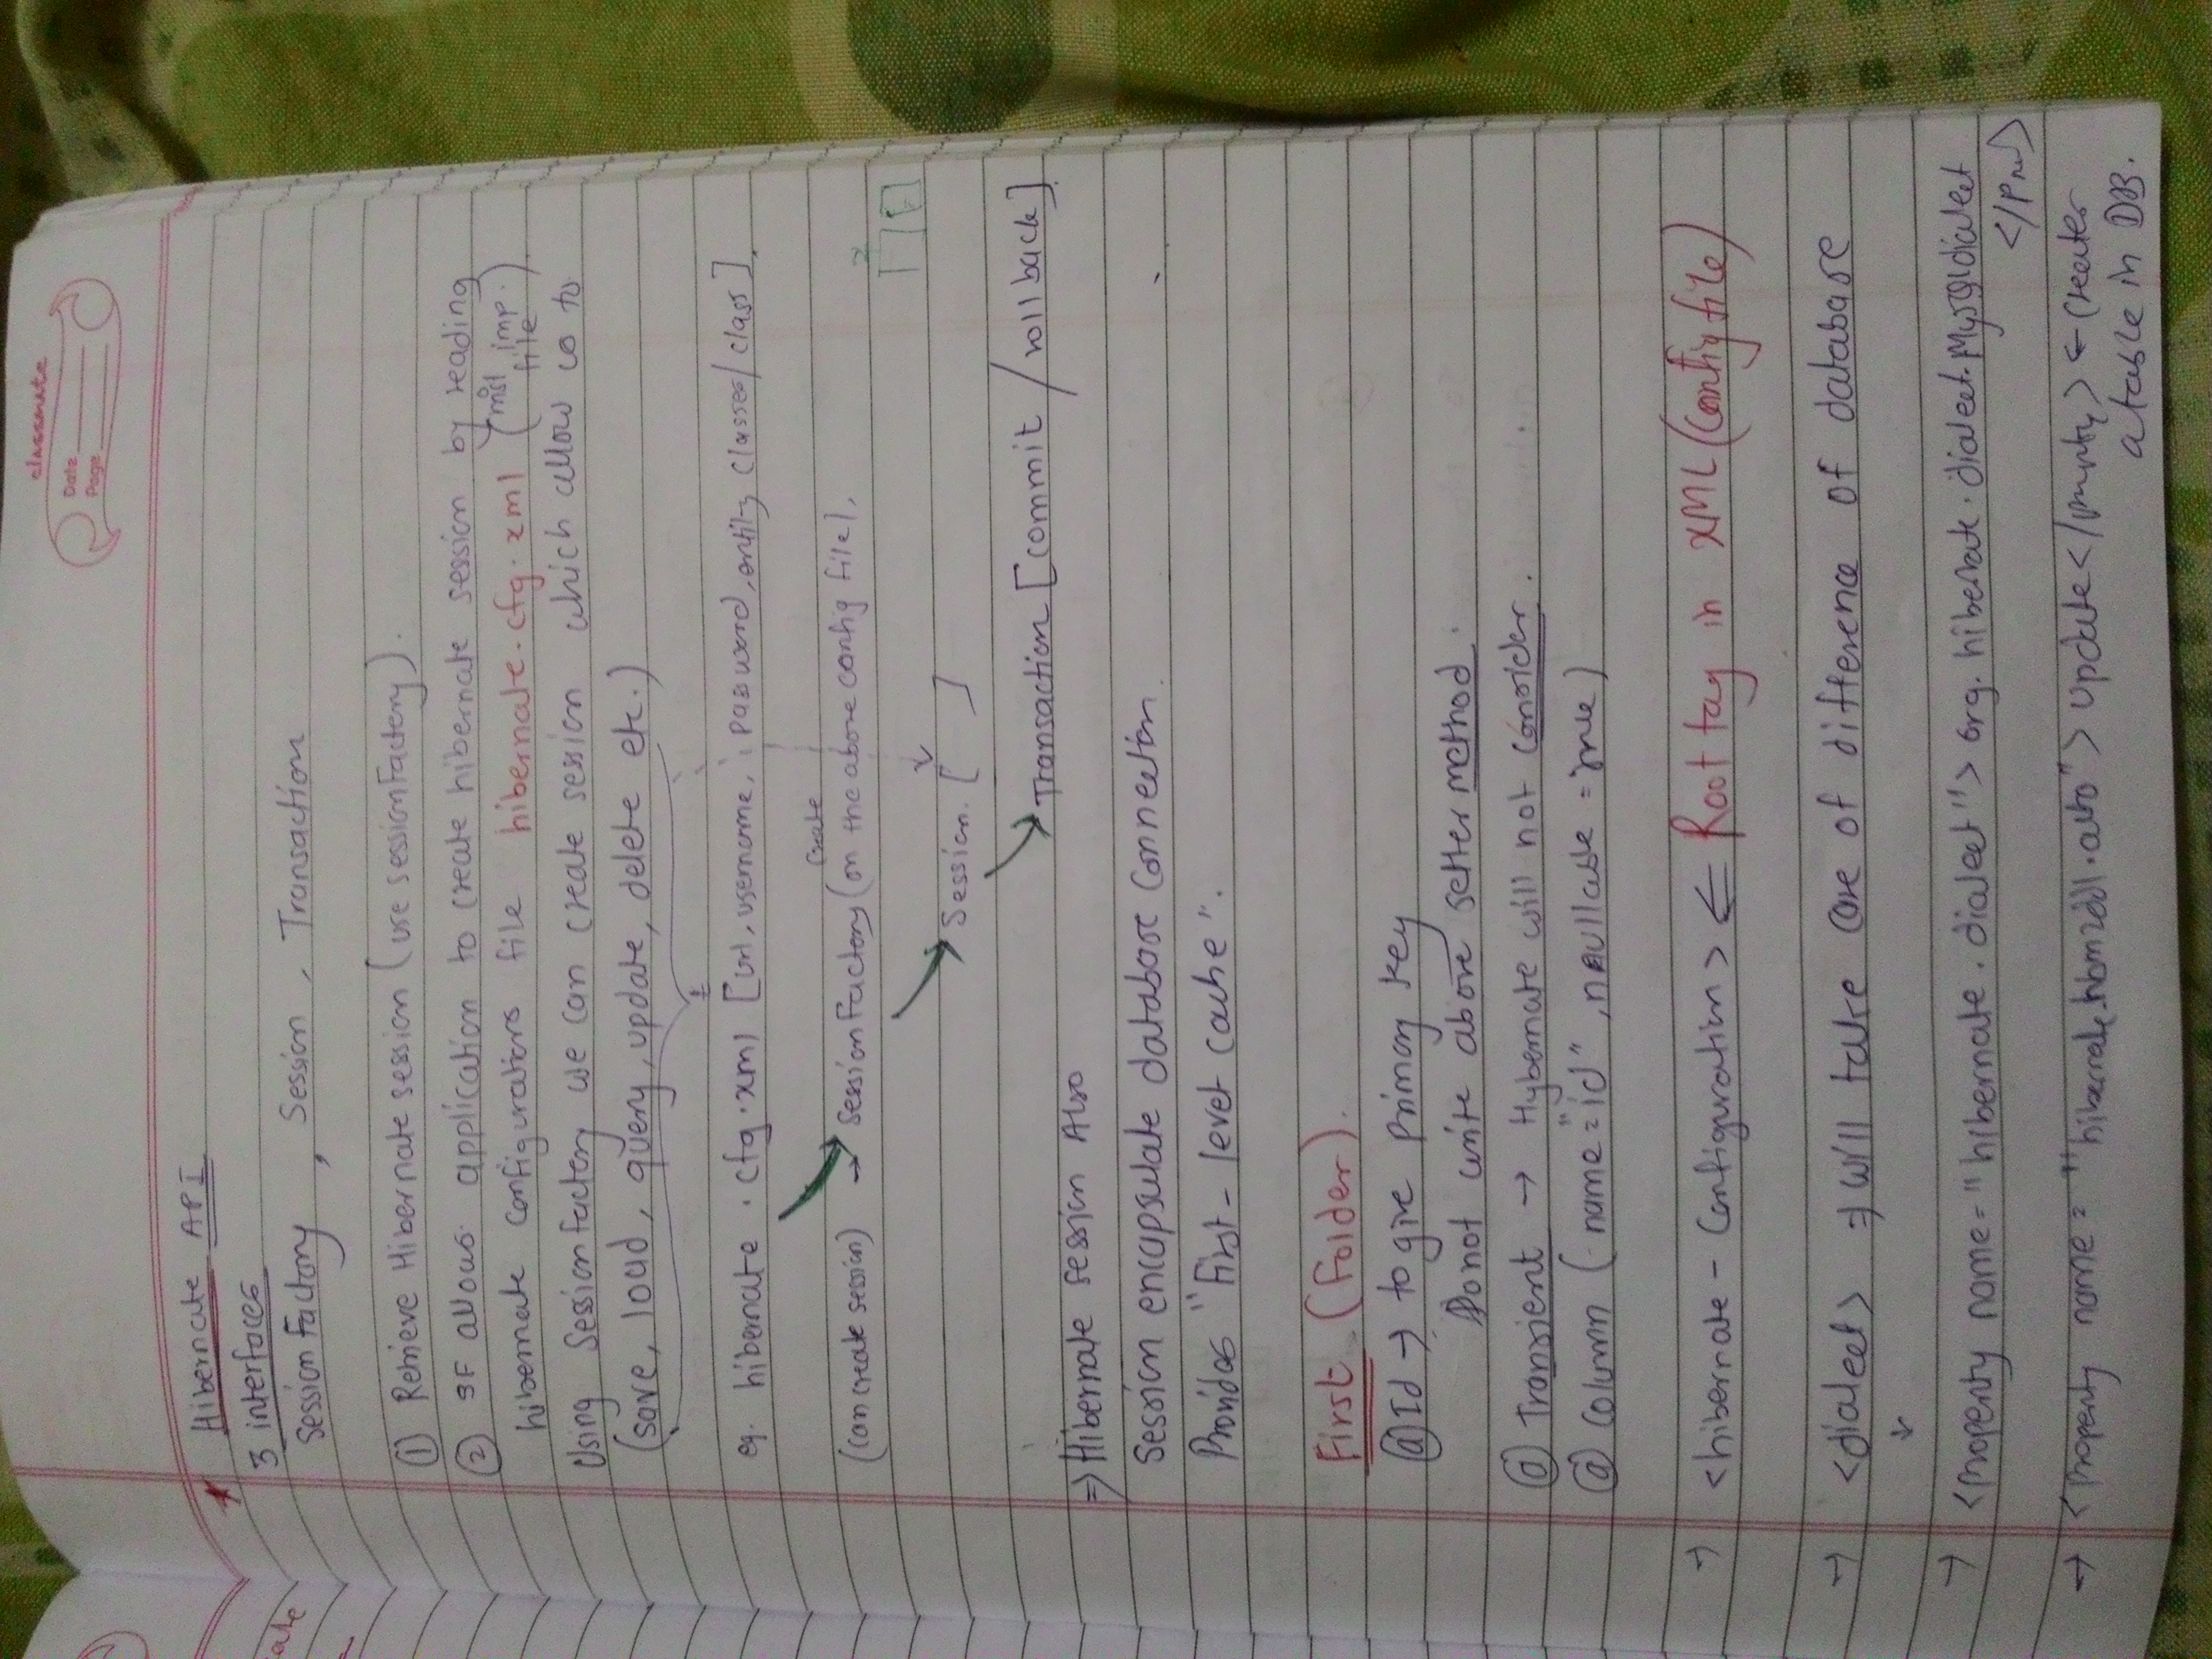 classmate
Date
Page
Hibernate API
3 interfaces
Session Factory , Session , Transaction
① Retrieve Hibernate session (use sessionFactory).
② SF allows application to create hibernate session by reading
hibernate configurations file hibernate.cfg.xml (mst imp. file)
Using Session factory we can create session which allow us to
(save, load, query, update, delete etc.)
eg. hibernate.cfg.xml [url, username, password, entity classes/class].
create
(can create session) → Session Factory (on the above config file).
Session. [ ]
Transaction [commit / rollback]
⇒ Hibernate session Also
Session encapsulate database connection.
Provides "First-level cache".
First (Folder).
@Id → to give primary key
Do not write above setter method.
@ Transient → Hybernate will not consider.
@ Column (name="id", nullable = true)
→ <hibernate-Configuration> ⇐ Root tag in XML (Config file)
→ <dialect> ⇒ Will take care of difference of database
→ <property name="hibernate.dialect"> org.hibernate.dialect.MySQLdialect
→ <property name = "hibernate.hbm2ddl.auto"> update </property> ← Creater
a table in DB.